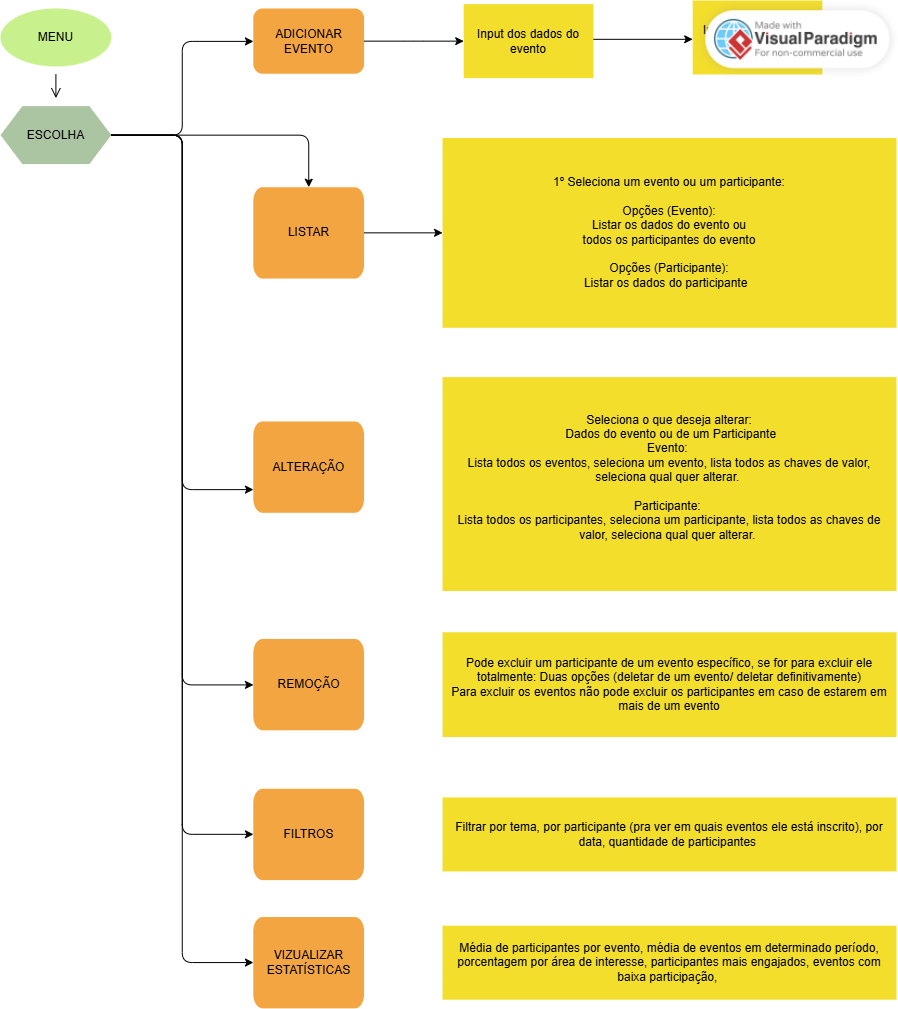 MENU
ADICIONAR
EVENTO
Input dos dados do
evento
Made with
VisualParadigm
For non-commercial use
ESCOLHA
1º Seleciona um evento ou um participante:
Opções (Evento):
Listar os dados do evento ou
todos os participantes do evento
Opções (Participante):
Listar os dados do participante
LISTAR
Seleciona o que deseja alterar:
Dados do evento ou de um Participante
Evento:
Lista todos os eventos, seleciona um evento, lista todos as chaves de valor,
seleciona qual quer alterar.
Participante:
Lista todos os participantes, seleciona um participante, lista todos as chaves de
valor, seleciona qual quer alterar.
ALTERAÇÃO
Pode excluir um participante de um evento específico, se for para excluir ele
totalmente: Duas opções (deletar de um evento/ deletar definitivamente)
Para excluir os eventos não pode excluir os participantes em caso de estarem em
mais de um evento
REMOÇÃO
FILTROS
Filtrar por tema, por participante (pra ver em quais eventos ele está inscrito), por
data, quantidade de participantes
VIZUALIZAR
ESTATÍSTICAS
Média de participantes por evento, média de eventos em determinado período,
porcentagem por área de interesse, participantes mais engajados, eventos com
baixa participação,